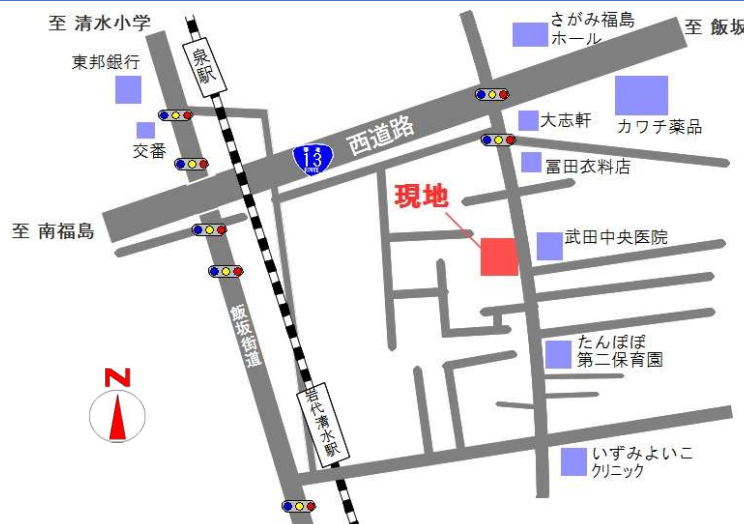 至 清水小学
さがみ福島
ホール
至 飯坂
泉駅
東邦銀行
交番
13
西道路
大志軒
カワチ薬品
冨田衣料店
現地
至 南福島
武田中央医院
飯坂街道
たんぽぽ
第二保育園
N
岩代清水駅
いずみよいこ
クリニック